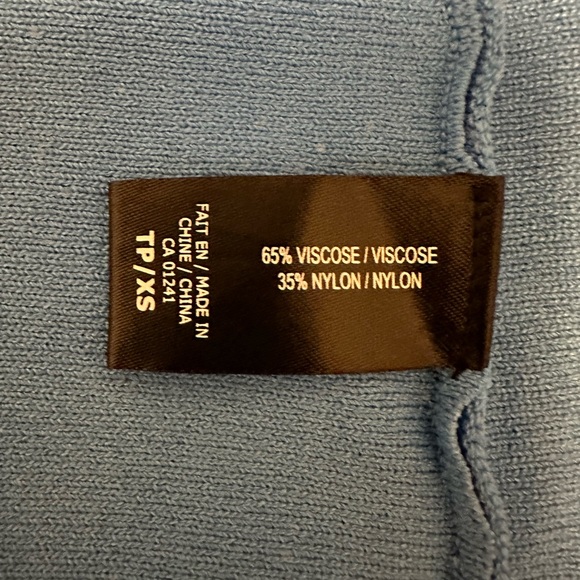 65% VISCOSE / VISCOSE
35% NYLON / NYLON
FAIT EN / MADE IN
CHINE / CHINA
CA 01241
TP/XS